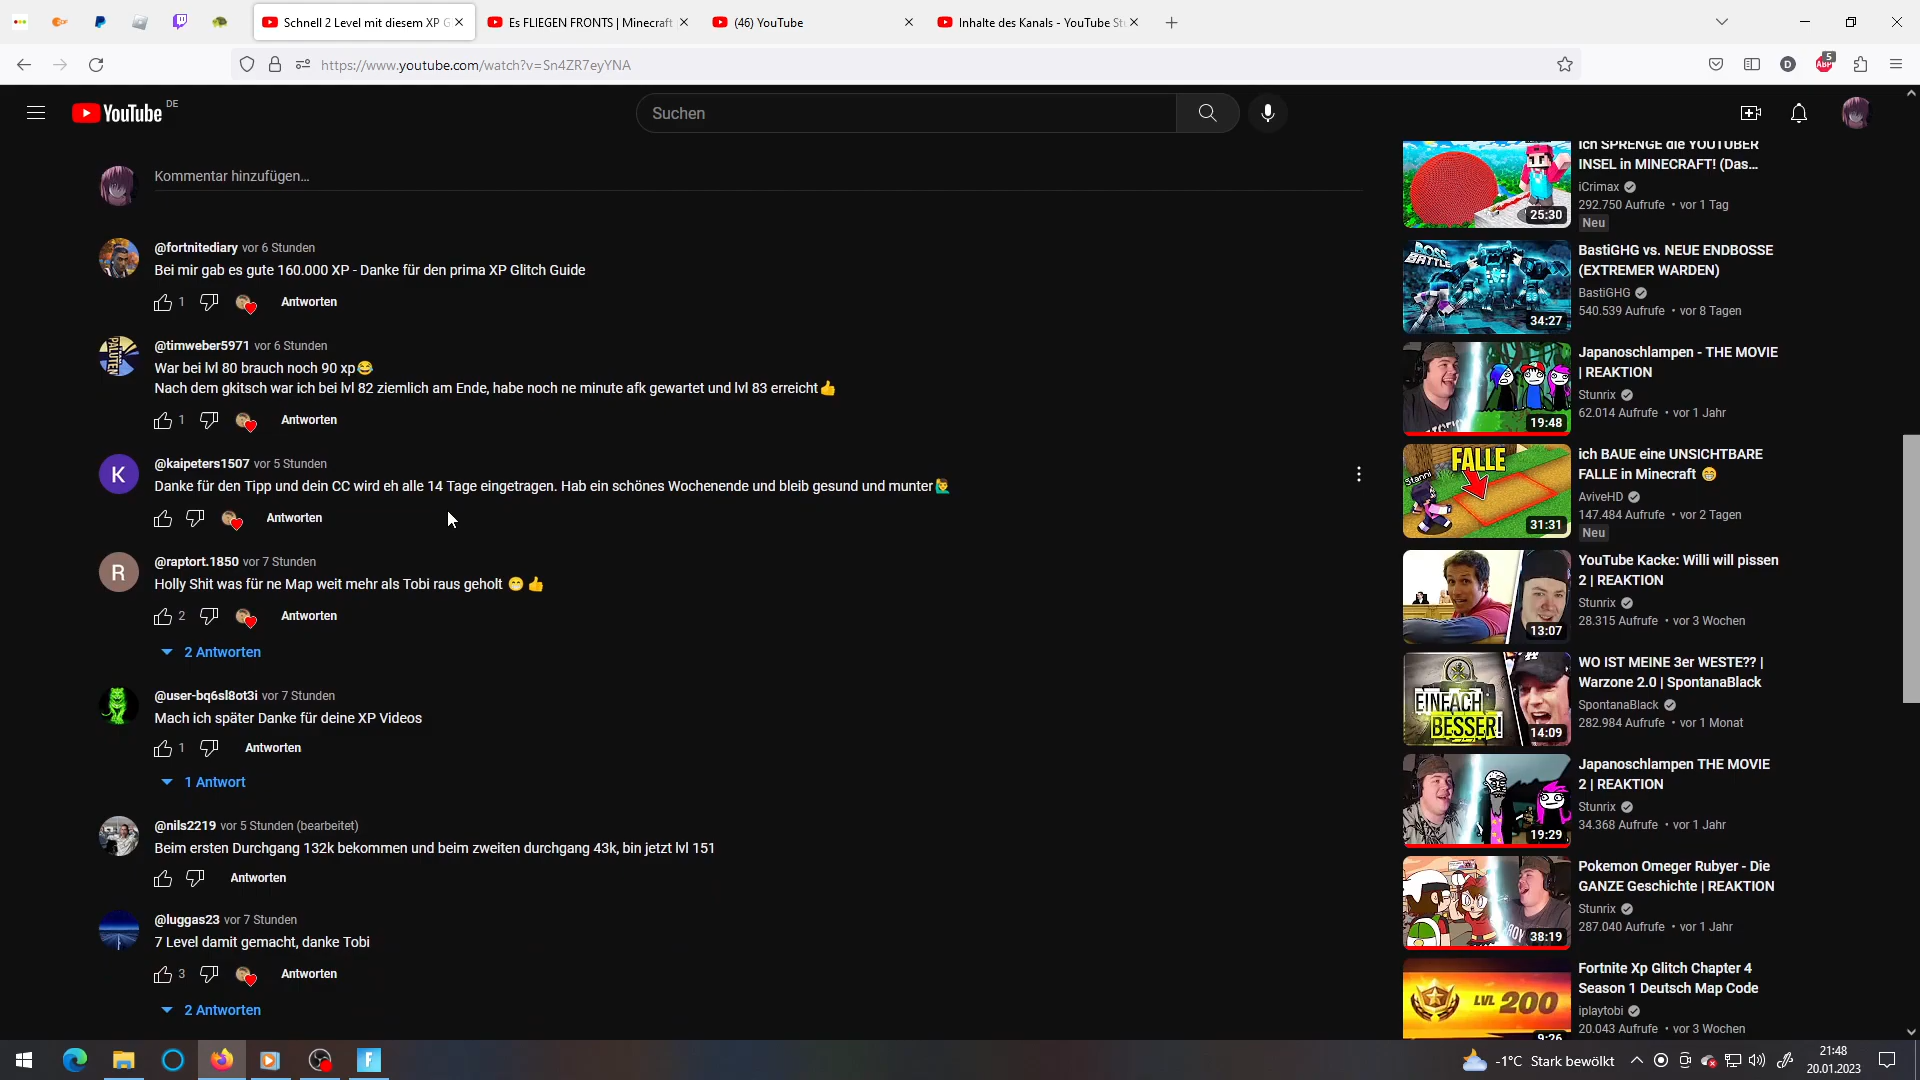 Schnell 2 Level mit diesem XP G
Es FLIEGEN FRONTS | Minecraft
(46) YouTube
Inhalte des Kanals - YouTube St
https://www.youtube.com/watch?v=Sn4ZR7eyYNA
D
5
ABP
YouTube DE
Suchen
Kommentar hinzufügen...
@fortnitediary vor 6 Stunden
Bei mir gab es gute 160.000 XP - Danke für den prima XP Glitch Guide
1 Antworten
@timweber5971 vor 6 Stunden
War bei lvl 80 brauch noch 90 xp😂
Nach dem gkitsch war ich bei lvl 82 ziemlich am Ende, habe noch ne minute afk gewartet und lvl 83 erreicht👍
1 Antworten
K
@kaipeters1507 vor 5 Stunden
Danke für den Tipp und dein CC wird eh alle 14 Tage eingetragen. Hab ein schönes Wochenende und bleib gesund und munter🙋‍♂️
Antworten
R
@raptort.1850 vor 7 Stunden
Holly Shit was für ne Map weit mehr als Tobi raus geholt 😁👍
2 Antworten
2 Antworten
@user-bq6sl8ot3i vor 7 Stunden
Mach ich später Danke für deine XP Videos
1 Antworten
1 Antwort
@nils2219 vor 5 Stunden (bearbeitet)
Beim ersten Durchgang 132k bekommen und beim zweiten durchgang 43k, bin jetzt lvl 151
Antworten
@luggas23 vor 7 Stunden
7 Level damit gemacht, danke Tobi
3 Antworten
2 Antworten
25:30
ich SPRENGE die YOUTUBER
INSEL in MINECRAFT! (Das...
iCrimax
292.750 Aufrufe • vor 1 Tag
Neu
BOSS
BATTLE
34:27
BastiGHG vs. NEUE ENDBOSSE
(EXTREMER WARDEN)
BastiGHG
540.539 Aufrufe • vor 8 Tagen
19:48
Japanoschlampen - THE MOVIE
| REAKTION
Stunrix
62.014 Aufrufe • vor 1 Jahr
FALLE
Stanni
31:31
ich BAUE eine UNSICHTBARE
FALLE in Minecraft 😁
AviveHD
147.484 Aufrufe • vor 2 Tagen
Neu
13:07
YouTube Kacke: Willi will pissen
2 | REAKTION
Stunrix
28.315 Aufrufe • vor 3 Wochen
EINFACH
BESSER!
14:09
WO IST MEINE 3er WESTE?? |
Warzone 2.0 | SpontanaBlack
SpontanaBlack
282.984 Aufrufe • vor 1 Monat
19:29
Japanoschlampen THE MOVIE
2 | REAKTION
Stunrix
34.368 Aufrufe • vor 1 Jahr
38:19
Pokemon Omeger Rubyer - Die
GANZE Geschichte | REAKTION
Stunrix
287.040 Aufrufe • vor 1 Jahr
LVL 200
9:26
Fortnite Xp Glitch Chapter 4
Season 1 Deutsch Map Code
iplaytobi
20.043 Aufrufe • vor 3 Wochen
-1°C Stark bewölkt
21:48
20.01.2023